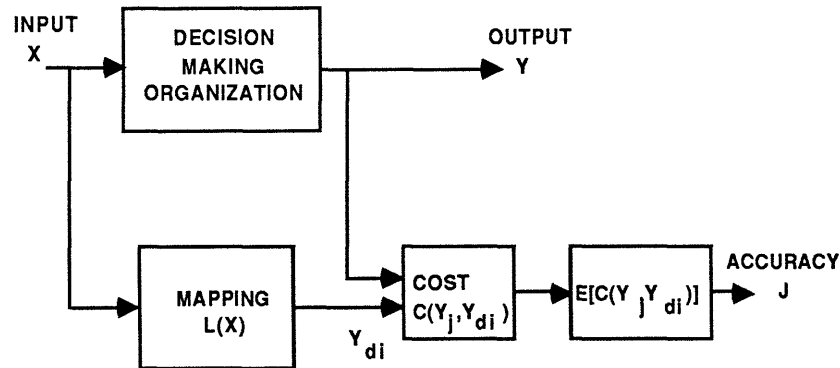 INPUT
X
DECISION
MAKING
ORGANIZATION
OUTPUT
Y
MAPPING
L(X)
Y di
COST
C(Y j , Y di )
E[C(Y j Y di )]
ACCURACY
J